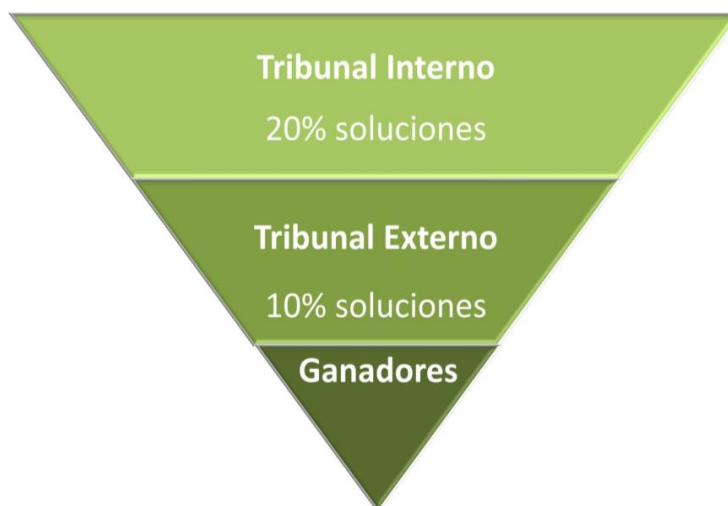 Tribunal Interno
20% soluciones
Tribunal Externo
10% soluciones
Ganadores